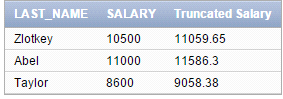 LAST_NAME SALARY Truncated Salary
Zlotkey 10500 11059.65
Abel 11000 11586.3
Taylor 8600 9058.38